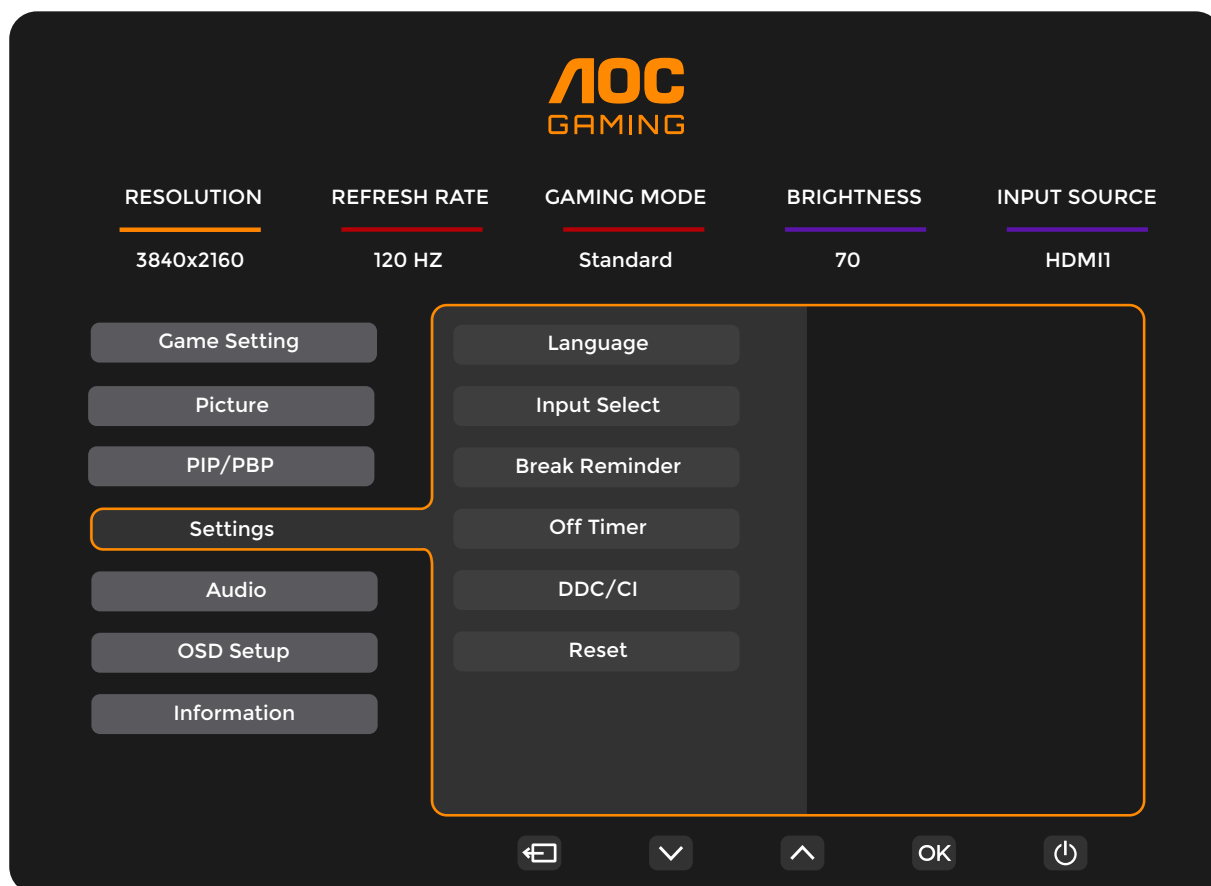 AOC
GAMING
RESOLUTION REFRESH RATE GAMING MODE BRIGHTNESS INPUT SOURCE
3840x2160 120 HZ Standard 70 HDMI1
Game Setting
Picture
PIP/PBP
Settings
Audio
OSD Setup
Information
Language
Input Select
Break Reminder
Off Timer
DDC/CI
Reset
OK